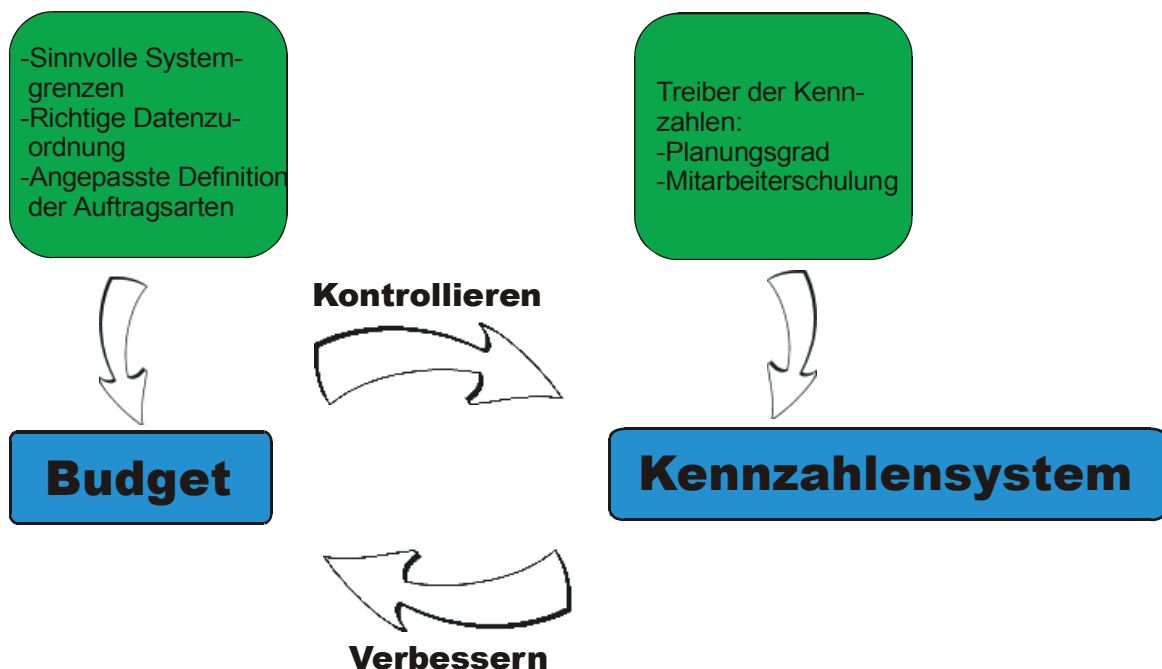 -Sinnvolle System-
grenzen
-Richtige Datenzu-
ordnung
-Angepasste Definition
der Auftragsarten
Treiber der Kenn-
zahlen:
-Planungsgrad
-Mitarbeiterschulung
Kontrollieren
Budget
Kennzahlensystem
Verbessern